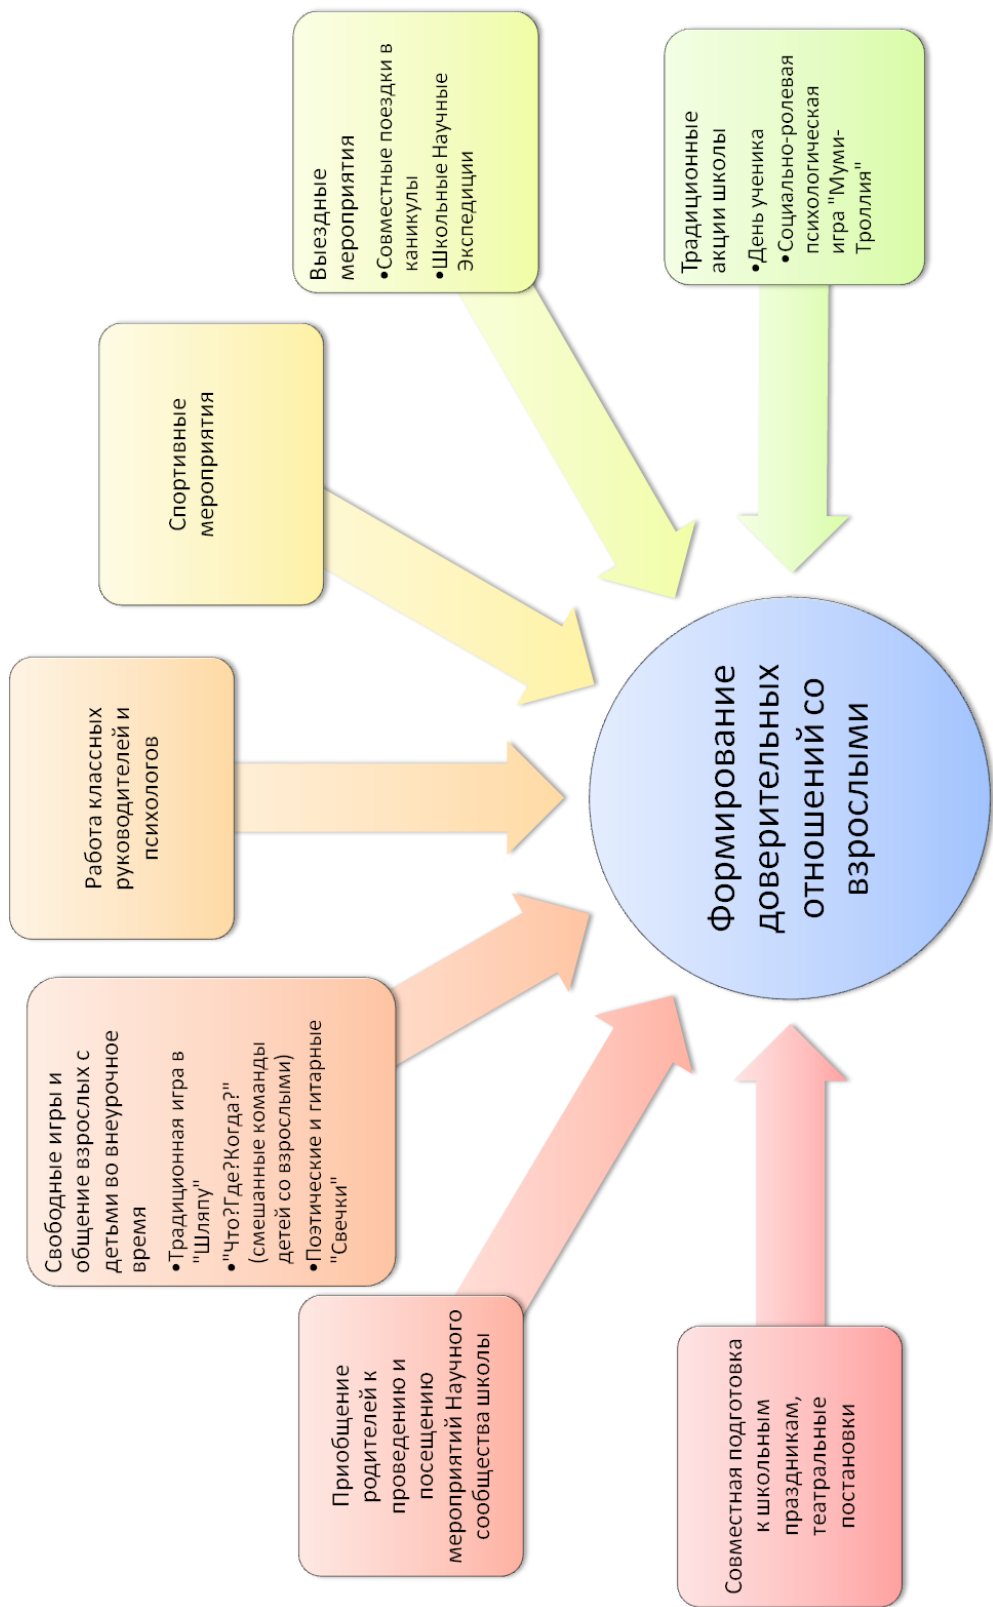 Совместная подготовка
к школьным
праздникам,
театральные
постановки
Приобщение
родителей к
проведению и
посещению
мероприятий Научного
сообщества школы
Свободные игры и
общение взрослых с
детьми во внеурочное
время
•Традиционная игра в
"Шляпу"
•"Что?Где?Когда?"
(смешанные команды
детей со взрослыми)
•Поэтические и гитарные
"Свечки"
Работа классных
руководителей и
психологов
Спортивные
мероприятия
Выездные
мероприятия
•Совместные поездки в
каникулы
•Школьные Научные
Экспедиции
Традиционные
акции школы
•День ученика
•Социально-ролевая
психологическая
игра "Муми-
Троллия"
Формирование
доверительных
отношений со
взрослыми